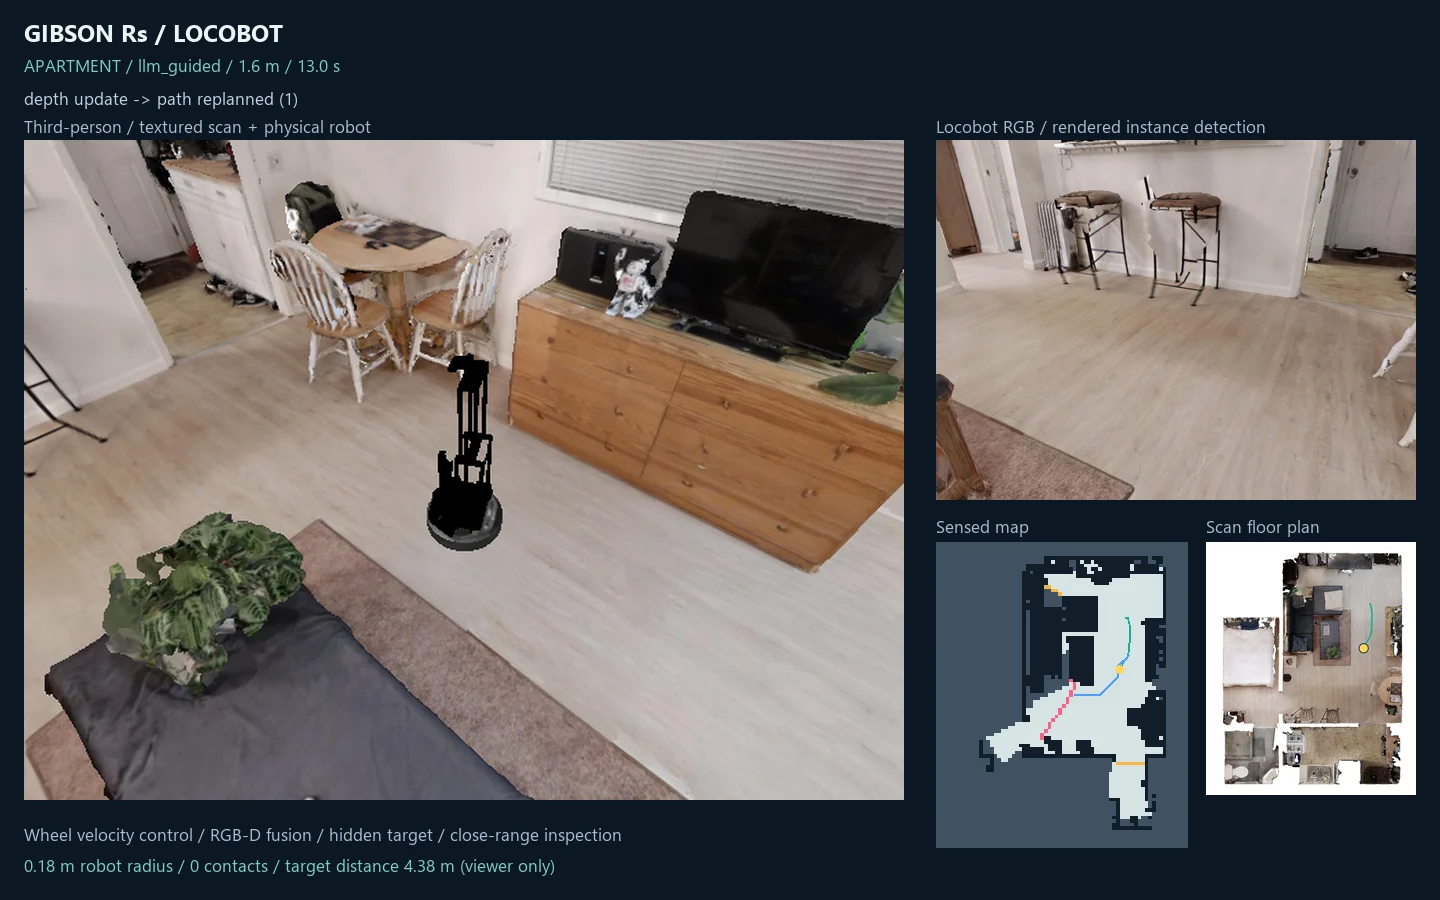 GIBSON Rs / LOCOBOT
APARTMENT / llm_guided / 1.6 m / 13.0 s
depth update -> path replanned (1)
Third-person / textured scan + physical robot
Locobot RGB / rendered instance detection
Sensed map
Scan floor plan
Wheel velocity control / RGB-D fusion / hidden target / close-range inspection
0.18 m robot radius / 0 contacts / target distance 4.38 m (viewer only)